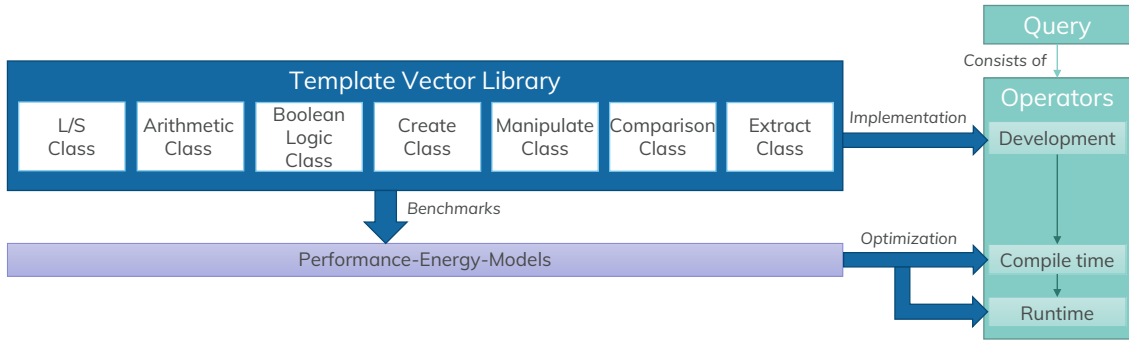 Query
Consists of
Template Vector Library
L/S
Class
Arithmetic
Class
Boolean
Logic
Class
Create
Class
Manipulate
Class
Comparison
Class
Extract
Class
Implementation
Operators
Development
Benchmarks
Performance-Energy-Models
Optimization
Compile time
Runtime